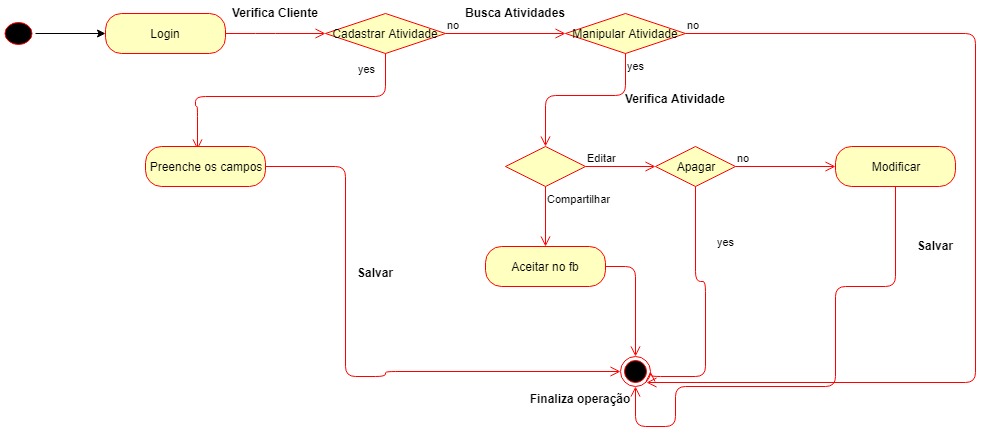 Verifica Cliente
Busca Atividades
Login
Cadastrar Atividade
no
Manipular Atividade
no
yes
yes
Verifica Atividade
Preenche os campos
Editar
Apagar
no
Modificar
Compartilhar
yes
Salvar
Aceitar no fb
Salvar
Finaliza operação